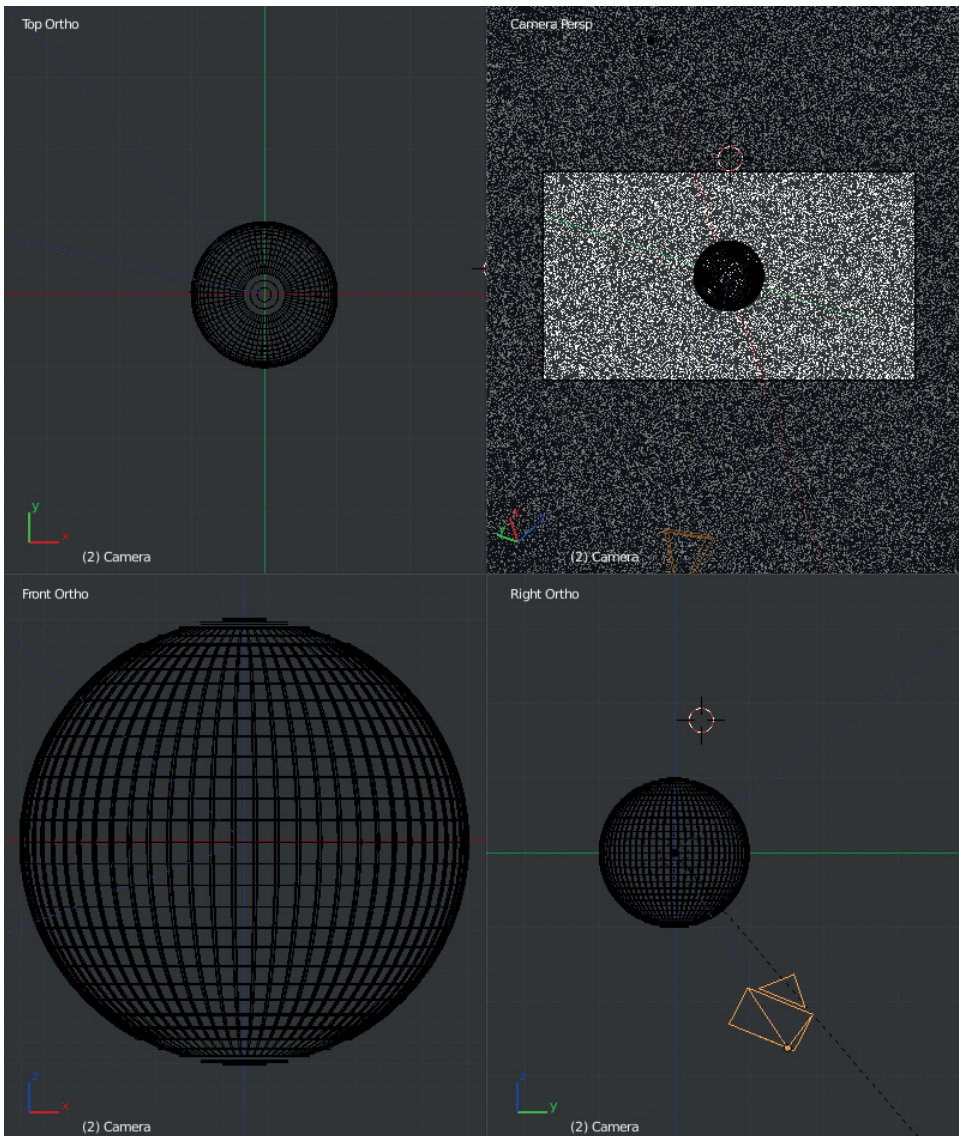 Top Ortho
y
x
(2) Camera
Camera Persp
(2) Camera
Front Ortho
z
x
(2) Camera
Right Ortho
z
y
(2) Camera